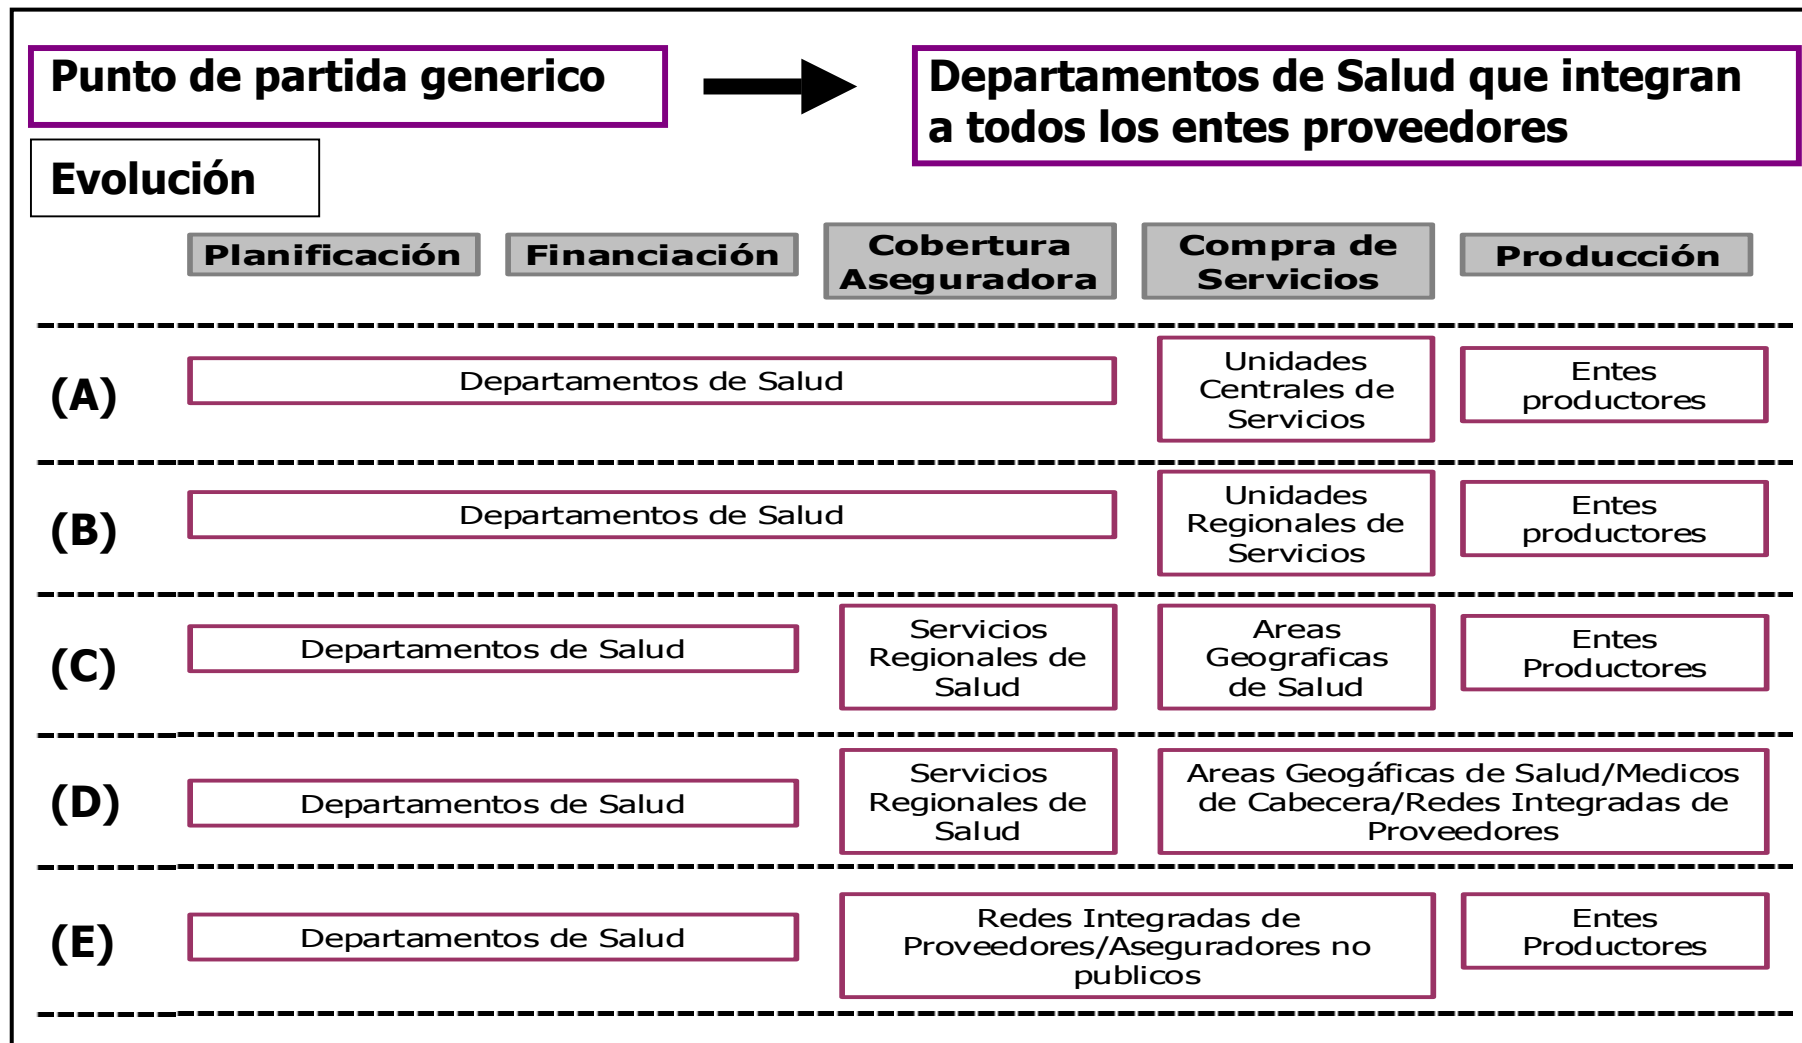 Punto de partida generico
Departamentos de Salud que integran
a todos los entes proveedores
Evolución
Planificación
Financiación
Cobertura
Aseguradora
Compra de
Servicios
Producción
(A)
Departamentos de Salud
Unidades
Centrales de
Servicios
Entes
productores
(B)
Departamentos de Salud
Unidades
Regionales de
Servicios
Entes
productores
(C)
Departamentos de Salud
Servicios
Regionales de
Salud
Areas
Geograficas
de Salud
Entes
Productores
(D)
Departamentos de Salud
Servicios
Regionales de
Salud
Areas Geogáficas de Salud/Medicos
de Cabecera/Redes Integradas de
Proveedores
(E)
Departamentos de Salud
Redes Integradas de
Proveedores/Aseguradores no
publicos
Entes
Productores